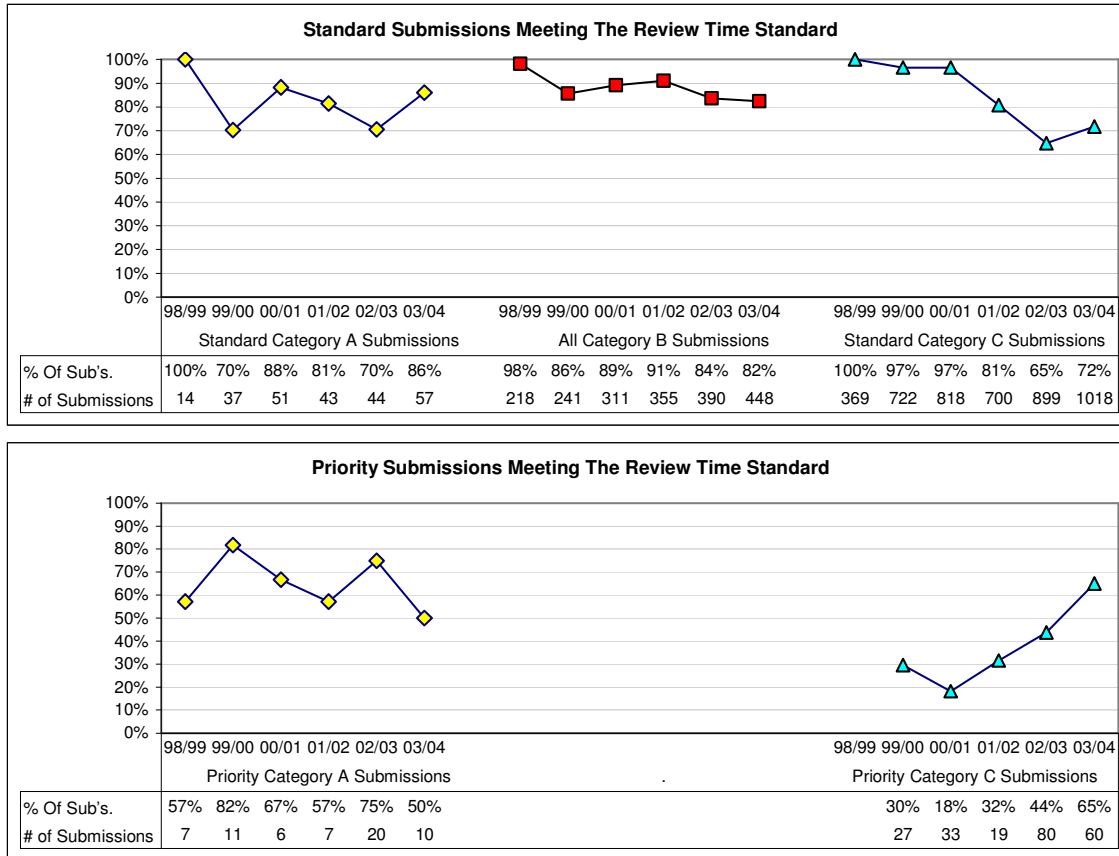 Standard Submissions Meeting The Review Time Standard
100%
90%
80%
70%
60%
50%
40%
30%
20%
10%
0%
98/99 99/00 00/01 01/02 02/03 03/04 98/99 99/00 00/01 01/02 02/03 03/04 98/99 99/00 00/01 01/02 02/03 03/04
Standard Category A Submissions All Category B Submissions Standard Category C Submissions
% Of Sub's. 100% 70% 88% 81% 70% 86% 98% 86% 89% 91% 84% 82% 100% 97% 97% 81% 65% 72%
# of Submissions 14 37 51 43 44 57 218 241 311 355 390 448 369 722 818 700 899 1018
Priority Submissions Meeting The Review Time Standard
100%
90%
80%
70%
60%
50%
40%
30%
20%
10%
0%
98/99 99/00 00/01 01/02 02/03 03/04 98/99 99/00 00/01 01/02 02/03 03/04
Priority Category A Submissions . Priority Category C Submissions
% Of Sub's. 57% 82% 67% 57% 75% 50% 30% 18% 32% 44% 65%
# of Submissions 7 11 6 7 20 10 27 33 19 80 60